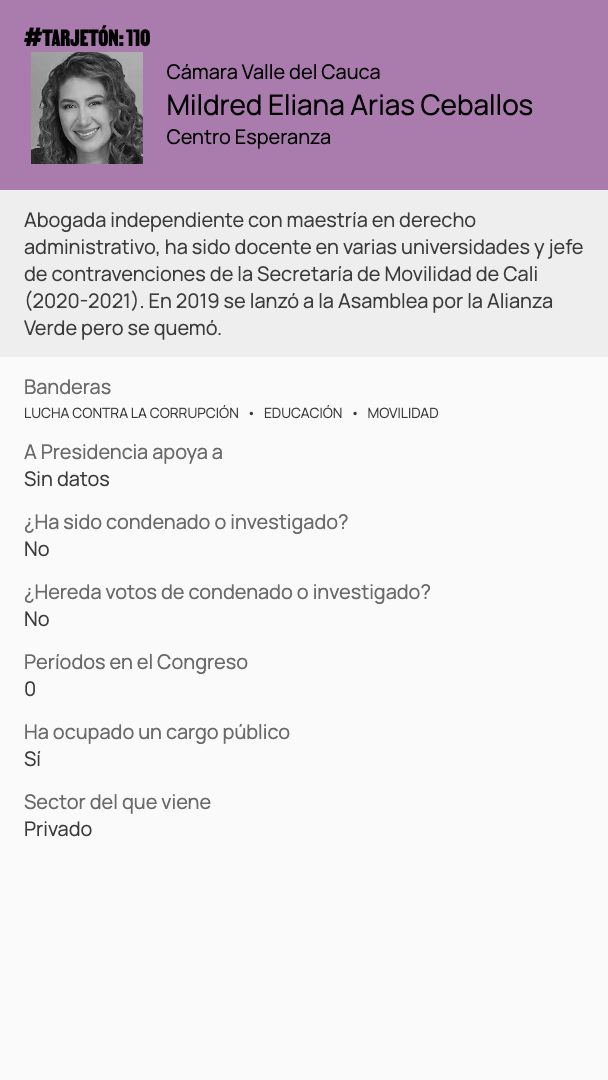 #TARJETÓN: 110
Cámara Valle del Cauca
Mildred Eliana Arias Ceballos
Centro Esperanza
Abogada independiente con maestría en derecho
administrativo, ha sido docente en varias universidades y jefe
de contravenciones de la Secretaría de Movilidad de Cali
(2020-2021). En 2019 se lanzó a la Asamblea por la Alianza
Verde pero se quemó.
Banderas
LUCHA CONTRA LA CORRUPCIÓN • EDUCACIÓN • MOVILIDAD
A Presidencia apoya a
Sin datos
¿Ha sido condenado o investigado?
No
¿Hereda votos de condenado o investigado?
No
Períodos en el Congreso
0
Ha ocupado un cargo público
Sí
Sector del que viene
Privado